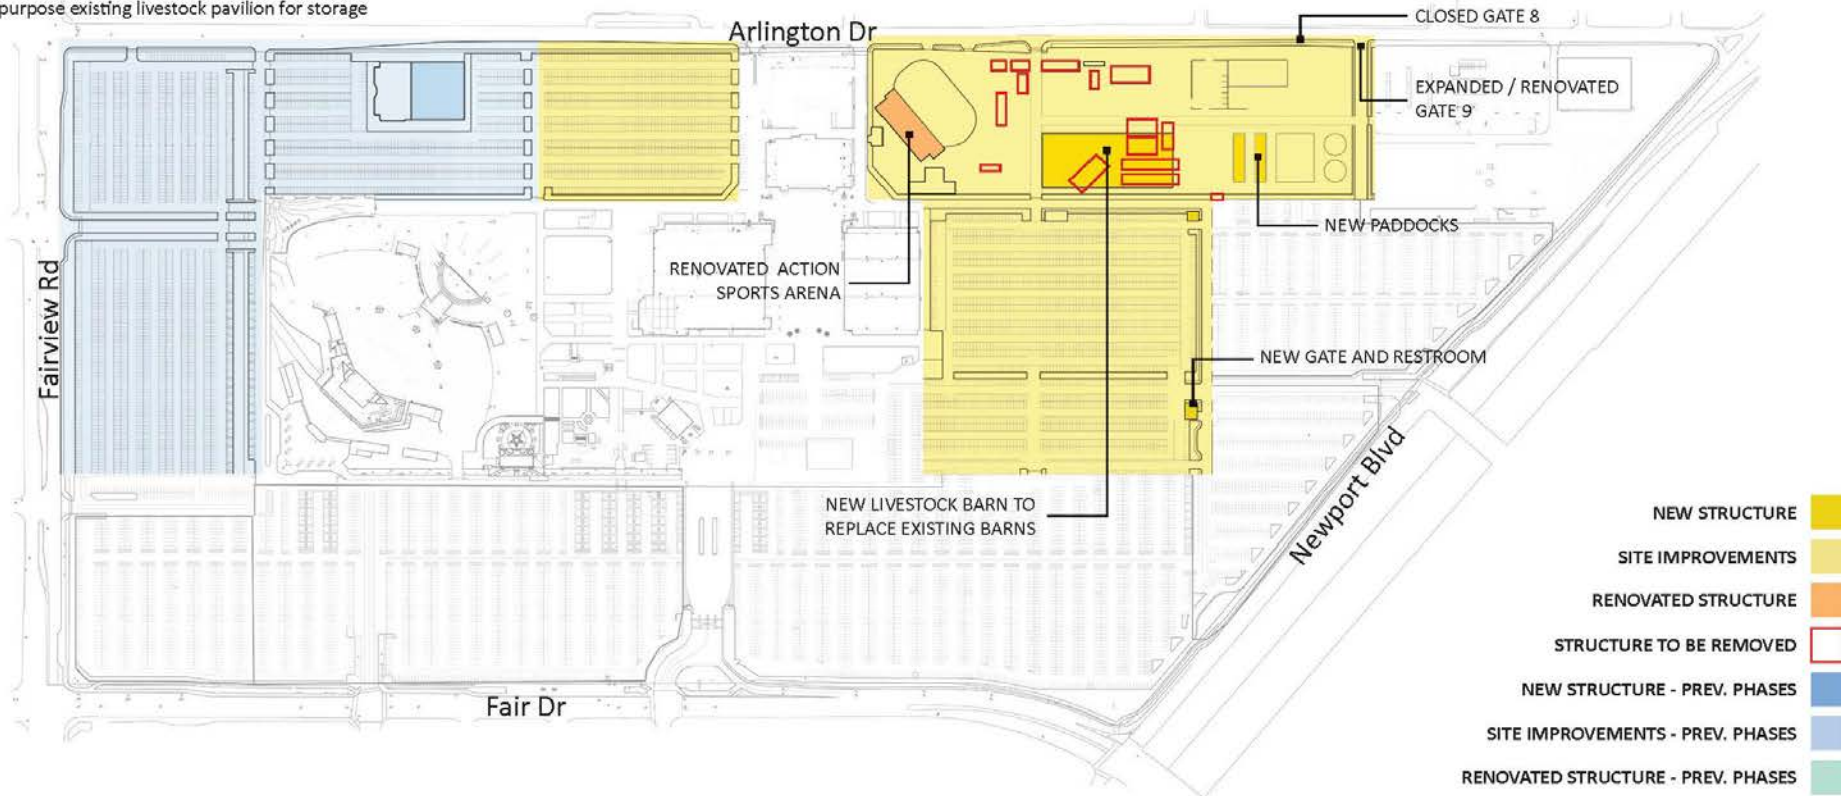 purpose existing livestock pavilion for storage
Arlington Dr
CLOSED GATE 8
EXPANDED / RENOVATED
GATE 9
NEW PADDOCKS
RENOVATED ACTION
SPORTS ARENA
Fairview Rd
NEW GATE AND RESTROOM
NEW LIVESTOCK BARN TO
REPLACE EXISTING BARNS
Newport Blvd
Fair Dr
NEW STRUCTURE
SITE IMPROVEMENTS
RENOVATED STRUCTURE
STRUCTURE TO BE REMOVED
NEW STRUCTURE - PREV. PHASES
SITE IMPROVEMENTS - PREV. PHASES
RENOVATED STRUCTURE - PREV. PHASES